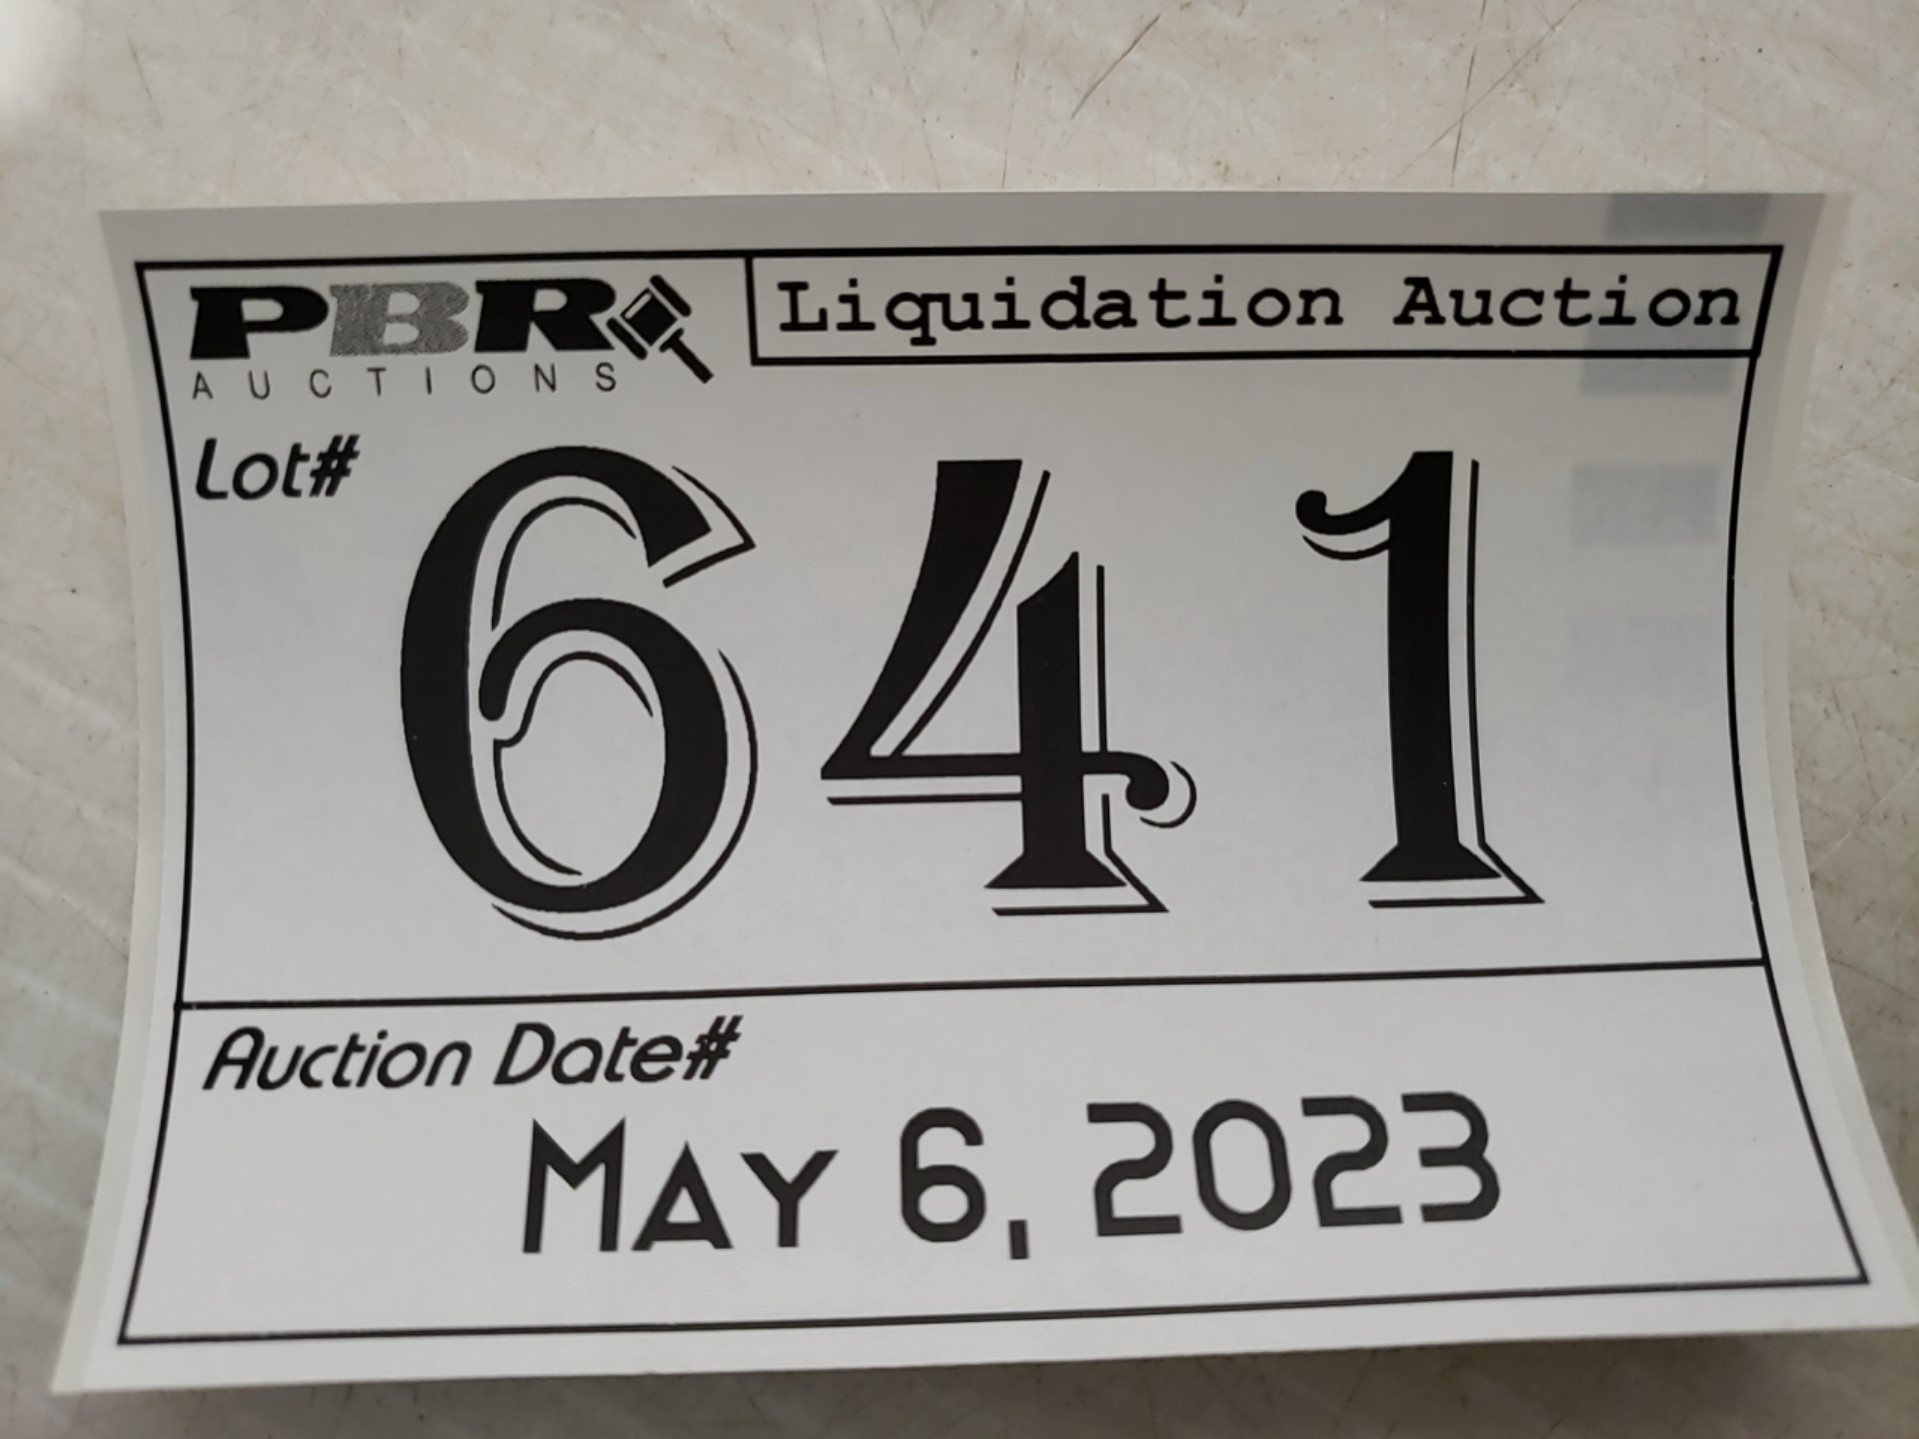 PBR
AUCTIONS
Liquidation Auction
Lot#
641
Auction Date#
May 6, 2023